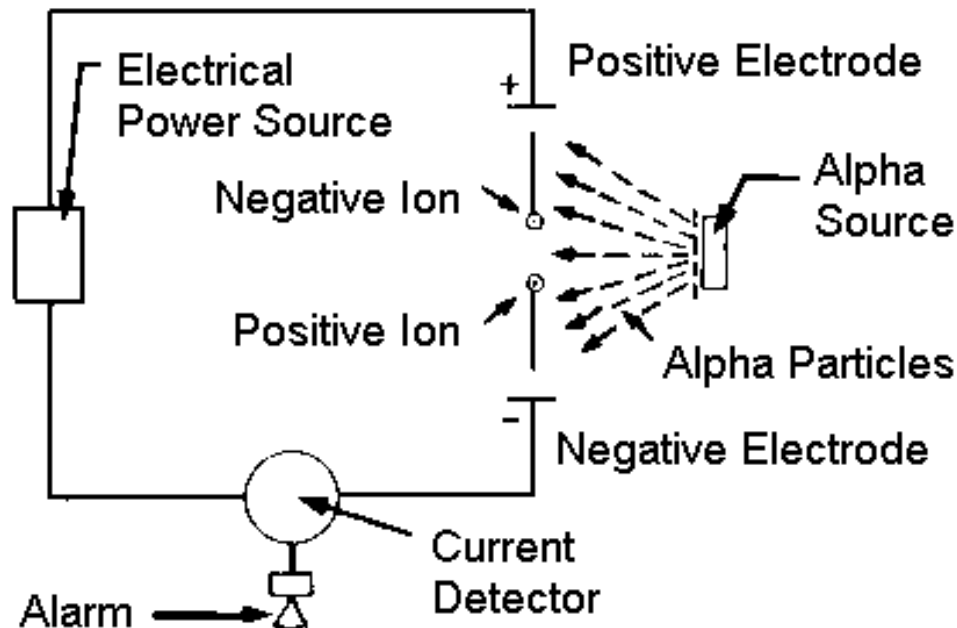 Electrical
Power Source
Positive Electrode
+
Negative Ion
Alpha
Source
Positive Ion
Alpha Particles
-
Negative Electrode
Current
Detector
Alarm